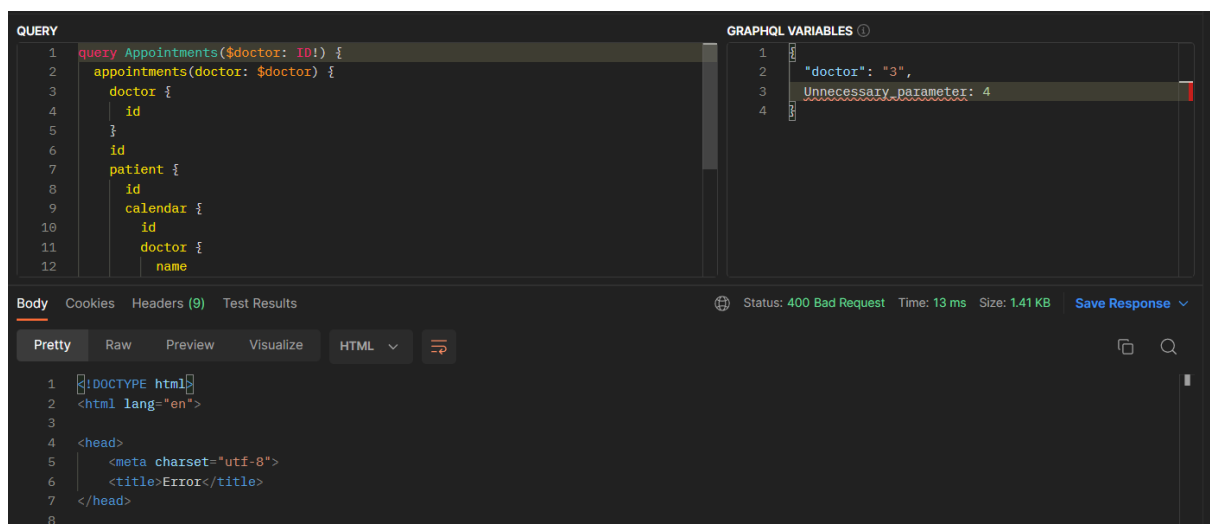 QUERY
1 query Appointments($doctor: ID!) {
2 appointments(doctor: $doctor) {
3 doctor {
4 id
5 }
6 id
7 patient {
8 id
9 calendar {
10 id
11 doctor {
12 name
GRAPHQL VARIABLES
1 {
2 "doctor": "3",
3 Unnecessary_parameter: 4
4 }
Body Cookies Headers (9) Test Results
Status: 400 Bad Request Time: 13 ms Size: 1.41 KB Save Response
Pretty Raw Preview Visualize HTML
1 <!DOCTYPE html>
2 <html lang="en">
3
4 <head>
5 <meta charset="utf-8">
6 <title>Error</title>
7 </head>
8